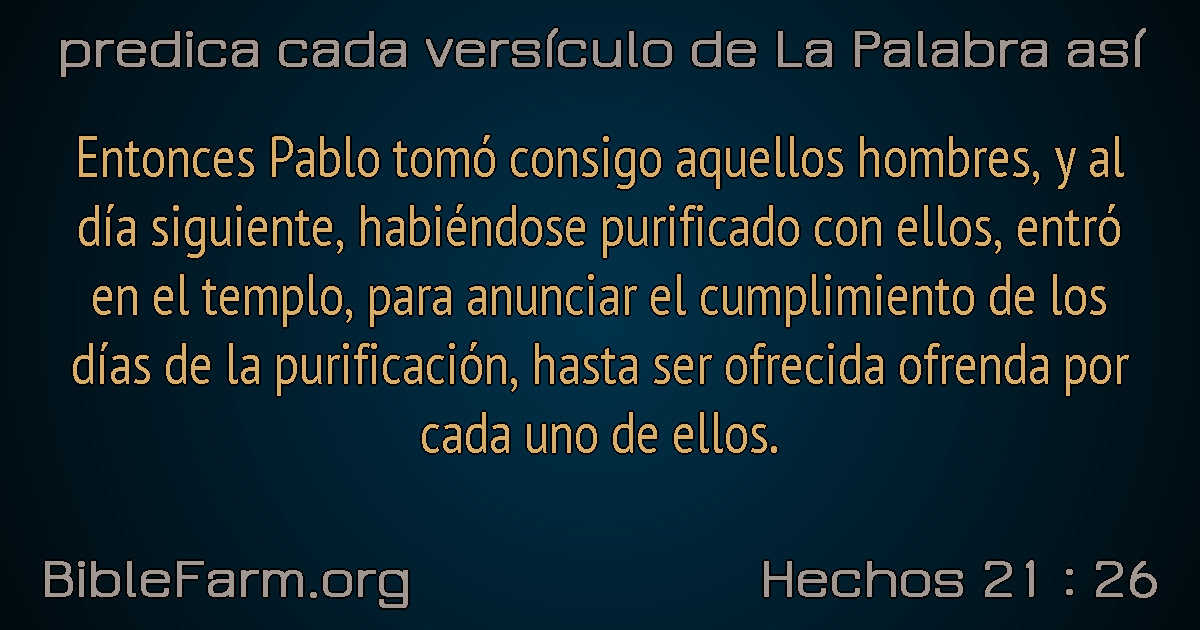 predica cada versículo de La Palabra así
Entonces Pablo tomó consigo aquellos hombres, y al
día siguiente, habiéndose purificado con ellos, entró
en el templo, para anunciar el cumplimiento de los
días de la purificación, hasta ser ofrecida ofrenda por
cada uno de ellos.
BibleFarm.org
Hechos 21 : 26